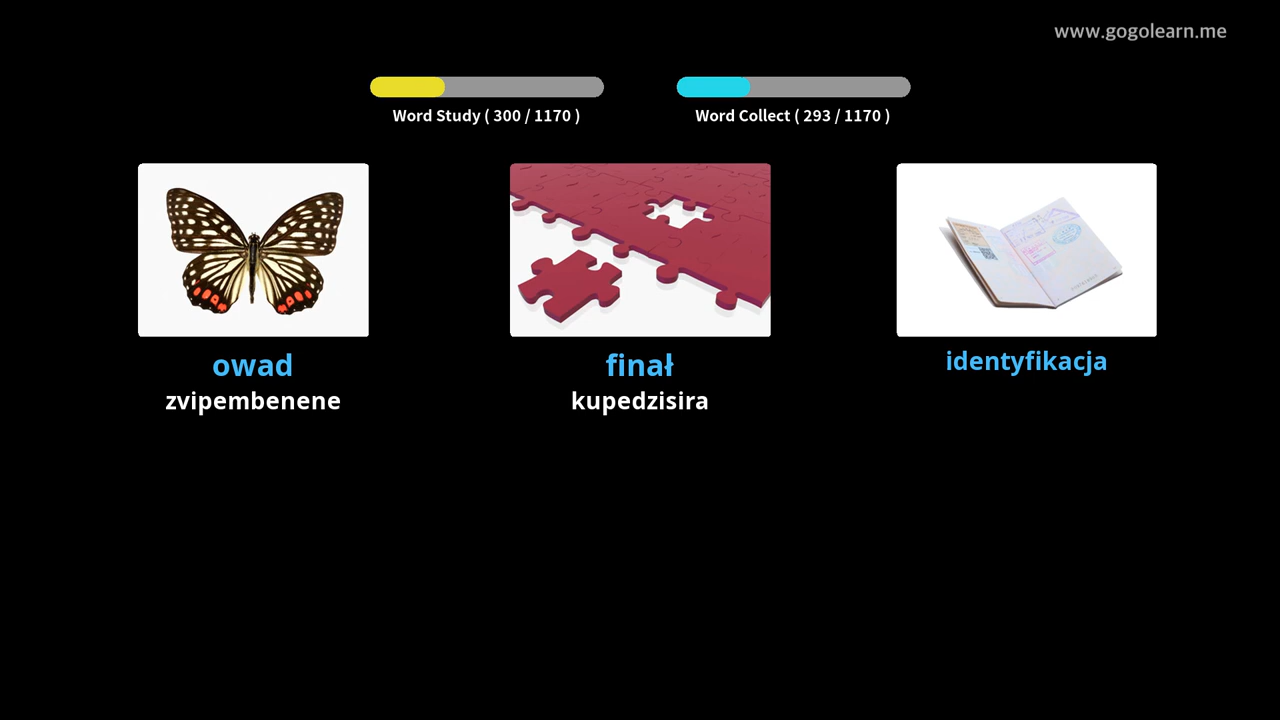 www.gogolearn.me
Word Study ( 300 / 1170 )
Word Collect ( 293 / 1170 )
owad
zvipembenene
finał
kupedzisira
identyfikacja